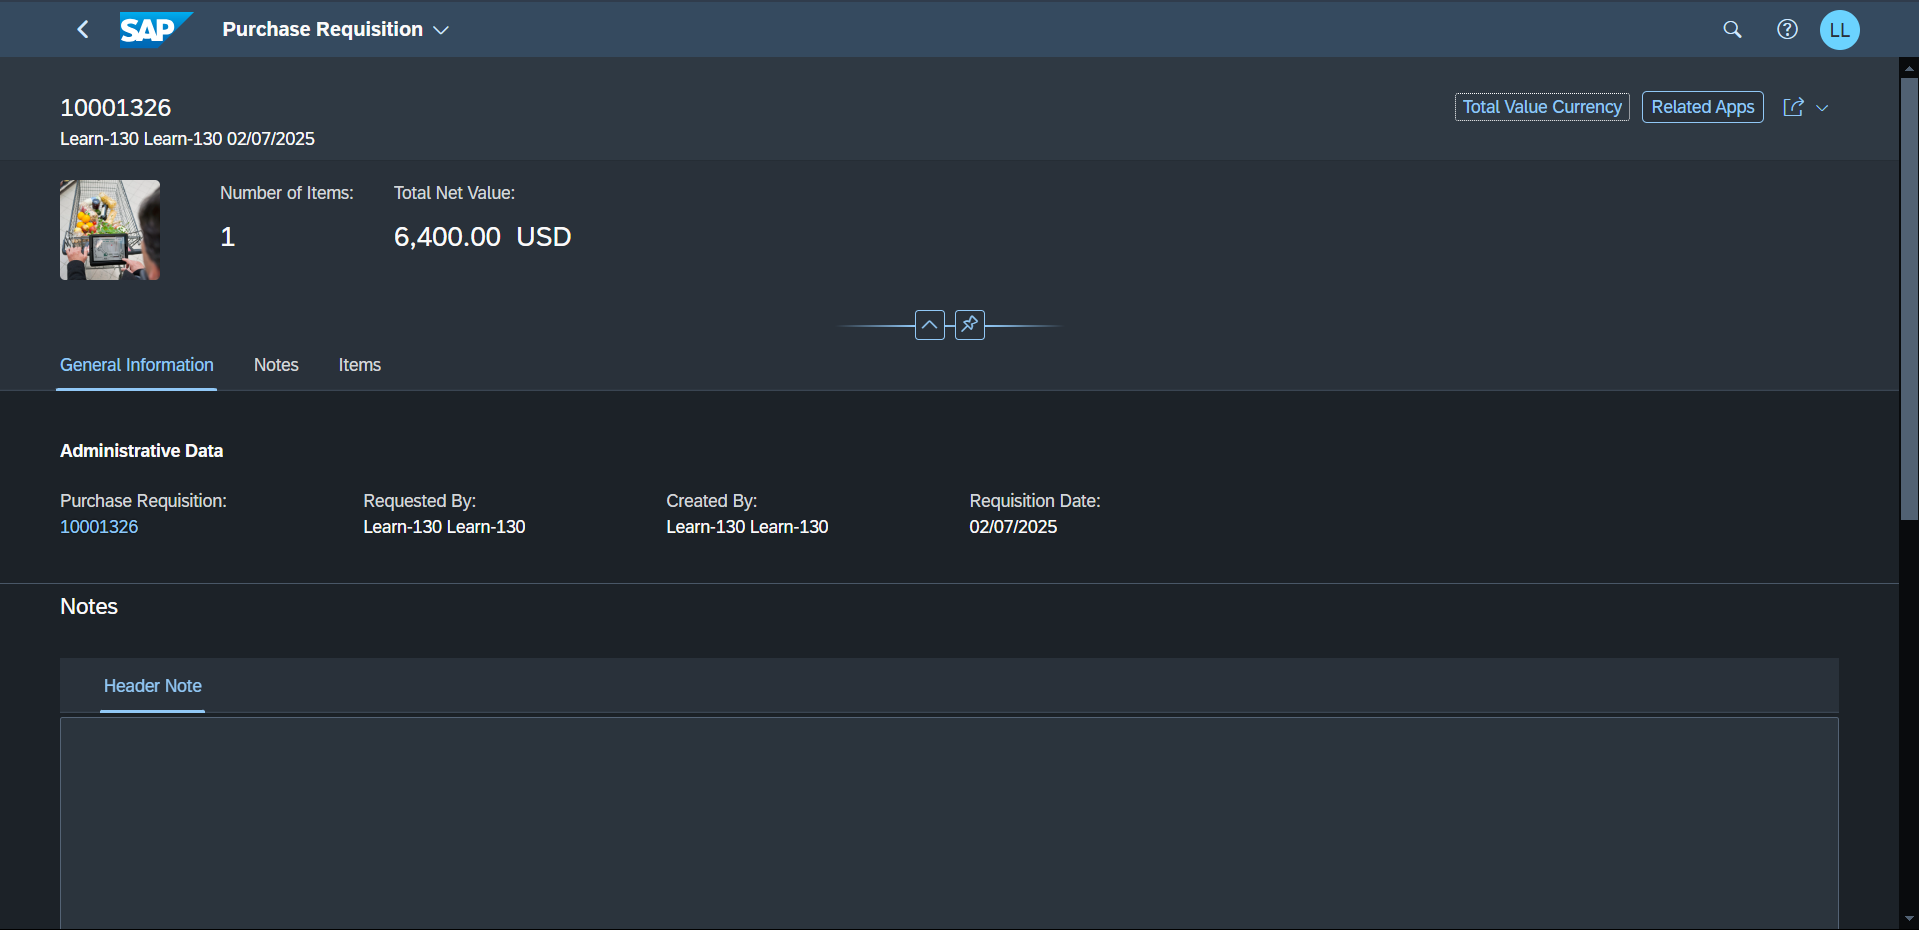 SAP Purchase Requisition LL
10001326 Total Value Currency Related Apps
Learn-130 Learn-130 02/07/2025
Number of Items: Total Net Value:
1 6,400.00 USD
General Information Notes Items
Administrative Data
Purchase Requisition: Requested By: Created By: Requisition Date:
10001326 Learn-130 Learn-130 Learn-130 Learn-130 02/07/2025
Notes
Header Note